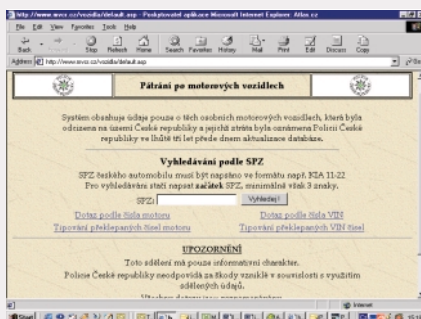 http://www.mvcr.cz/vozidla/default.asp - Poskytovatel aplikace Microsoft Internet Explorer: Atlas.cz
File Edit View Favorites Tools Help
Back Stop Refresh Home Search Favorites History Mail Print Edit Discuss Copy
Address http://www.mvcr.cz/vozidla/default.asp
Pátrání po motorových vozidlech
Systém obsahuje údaje pouze o těch osobních motorových vozidlech, která byla
odcizena na území České republiky a jejichž ztráta byla oznámena Policii České
republiky ve lhůtě tří let přede dnem aktualizace databáze.
Vyhledávání podle SPZ
SPZ českého automobilu musí být napsáno ve formátu např. KIA 11-22
Pro vyhledávání stačí napsat začátek SPZ, minimálně však 3 znaky.
SPZ: Vyhledej !
Dotaz podle čísla motoru Dotaz podle čísla VIN
Tipování překlepaných čísel motoru Tipování překlepaných VIN čísel
UPOZORNĚNÍ
Toto sdělení má pouze informativní charakter.
Policie České republiky neodpovídá za škody vzniklé v souvislosti s využitím
sdělených údajů.
Internet
Start